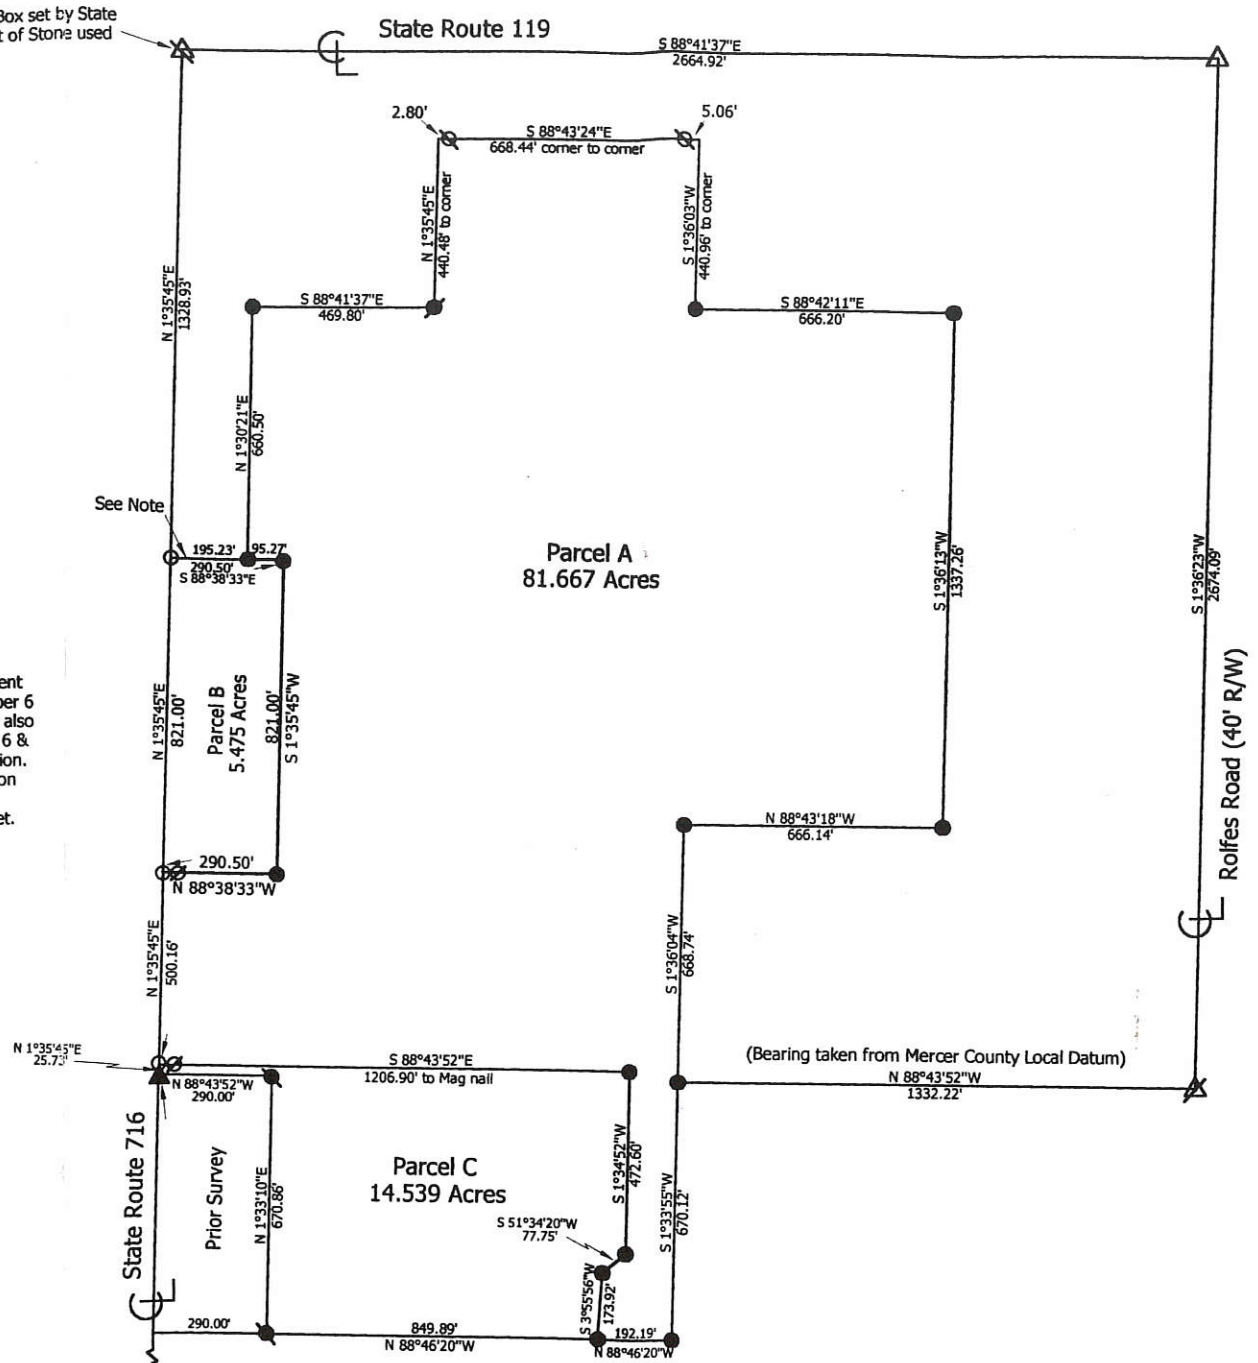 Box set by State
t of Stone used
State Route 119
S 88°41'37"E
2664.92'
2.80'
5.06'
S 88°43'24"E
668.44' corner to corner
N 1°35'45"E
440.48' to corner
S 1°36'03"W
440.96' to corner
N 1°35'45"E
1328.93'
S 88°41'37"E
469.80'
S 88°42'11"E
666.20'
N 1°30'21"E
660.50'
See Note
195.23'
95.27'
290.50'
S 88°38'33"E
Parcel A
81.667 Acres
S 1°36'13"W
1337.26'
S 1°36'23"W
2674.09'
Rolfes Road (40' R/W)
ent
per 6
also
6 &
ion.
on
et.
N 1°35'45"E
821.00'
Parcel B
5.475 Acres
821.00'
S 1°35'45"W
290.50'
N 88°38'33"W
N 88°43'18"W
666.14'
N 1°35'45"E
500.16'
S 1°36'04"W
668.74'
N 1°35'45"E
25.73'
S 88°43'52"E
1206.90' to Mag nail
(Bearing taken from Mercer County Local Datum)
N 88°43'52"W
1332.22'
N 88°43'52"W
290.00'
State Route 716
Prior Survey
N 1°33'10"E
670.86'
Parcel C
14.539 Acres
S 1°34'52"W
472.60'
S 51°34'20"W
77.75'
S 1°33'55"W
670.12'
S 3°55'56"W
173.92'
290.00'
849.89'
N 88°46'20"W
192.19'
N 88°46'20"W